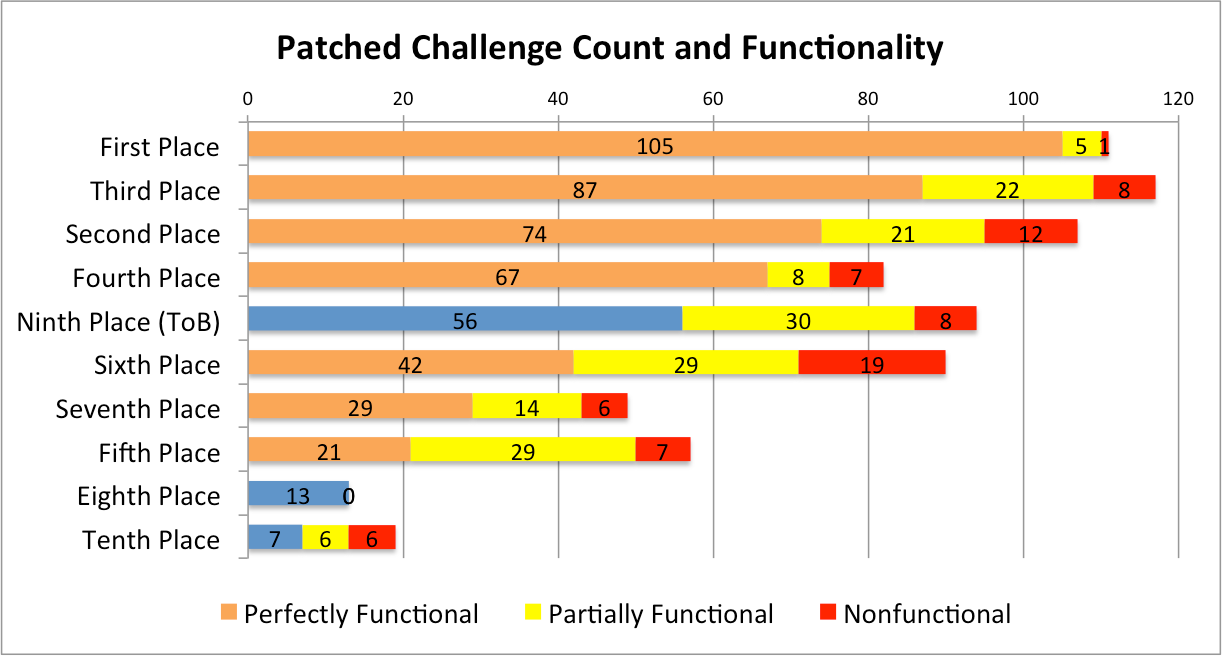 Patched Challenge Count and Functionality
0 20 40 60 80 100 120
First Place 105 5 1
Third Place 87 22 8
Second Place 74 21 12
Fourth Place 67 8 7
Ninth Place (ToB) 56 30 8
Sixth Place 42 29 19
Seventh Place 29 14 6
Fifth Place 21 29 7
Eighth Place 13 0
Tenth Place 7 6 6
Perfectly Functional Partially Functional Nonfunctional